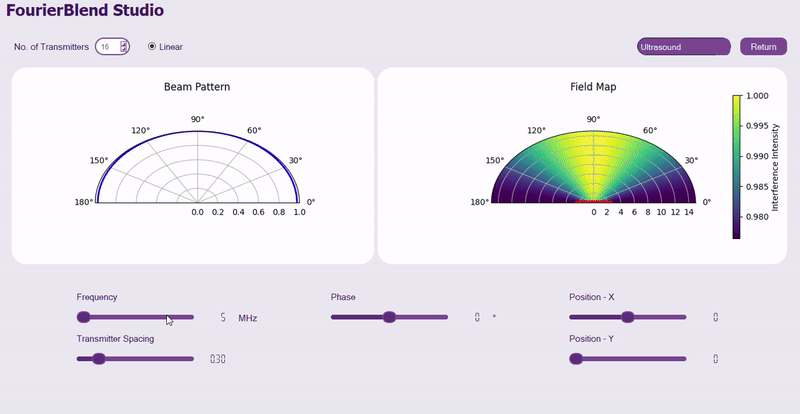 FourierBlend Studio
No. of Transmitters 16 Linear Ultrasound Return
Beam Pattern
90°
120° 60°
150° 30°
180° 0°
0.0 0.2 0.4 0.6 0.8 1.0
Field Map
90°
120° 60°
150° 30°
180° 0°
0 2 4 6 8 10 12 14
1.000
0.995
0.990
0.985
0.980
Interference Intensity
Frequency 5 MHz
Phase 0 °
Position - X 0
Transmitter Spacing 0.30
Position - Y 0